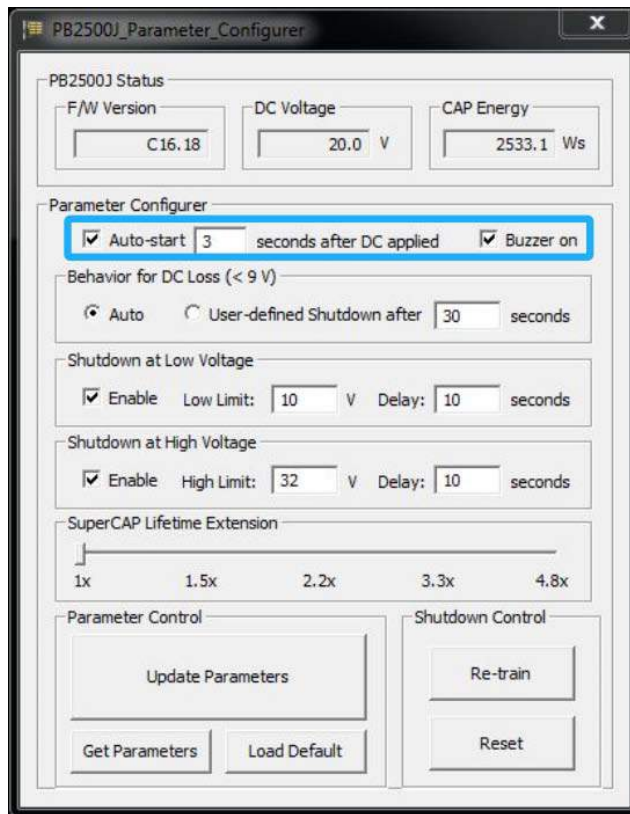 PB2500J_Parameter_Configurer
x
PB2500J Status
F/W Version DC Voltage CAP Energy
C16.18 20.0 V 2533.1 Ws
Parameter Configurer
Auto-start 3 seconds after DC applied Buzzer on
Behavior for DC Loss (< 9 V)
Auto User-defined Shutdown after 30 seconds
Shutdown at Low Voltage
Enable Low Limit: 10 V Delay: 10 seconds
Shutdown at High Voltage
Enable High Limit: 32 V Delay: 10 seconds
SuperCAP Lifetime Extension
1x 1.5x 2.2x 3.3x 4.8x
Parameter Control Shutdown Control
Update Parameters Re-train
Get Parameters Load Default Reset